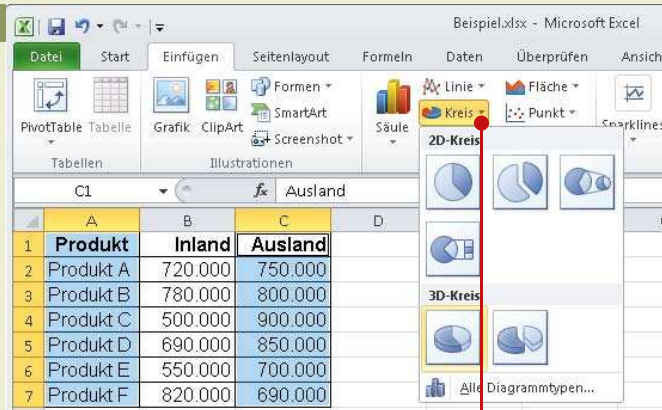 Beispiel.xlsx - Microsoft Excel
Datei Start Einfügen Seitenlayout Formeln Daten Überprüfen Ansich
PivotTable Tabelle
Tabellen
Grafik ClipArt
Formen
SmartArt
Screenshot
Illustrationen
Säule
Linie
Kreis
Fläche
Punkt
Sparklines
C1 fx Ausland
A B C D
1 Produkt Inland Ausland
2 Produkt A 720.000 750.000
3 Produkt B 780.000 800.000
4 Produkt C 500.000 900.000
5 Produkt D 690.000 850.000
6 Produkt E 550.000 700.000
7 Produkt F 820.000 690.000
2D-Kreis
3D-Kreis
Alle Diagrammtypen...